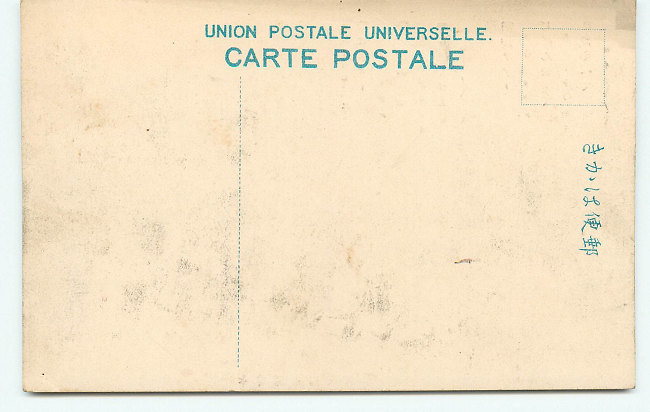 UNION POSTALE UNIVERSELLE.
CARTE POSTALE
郵便はかき